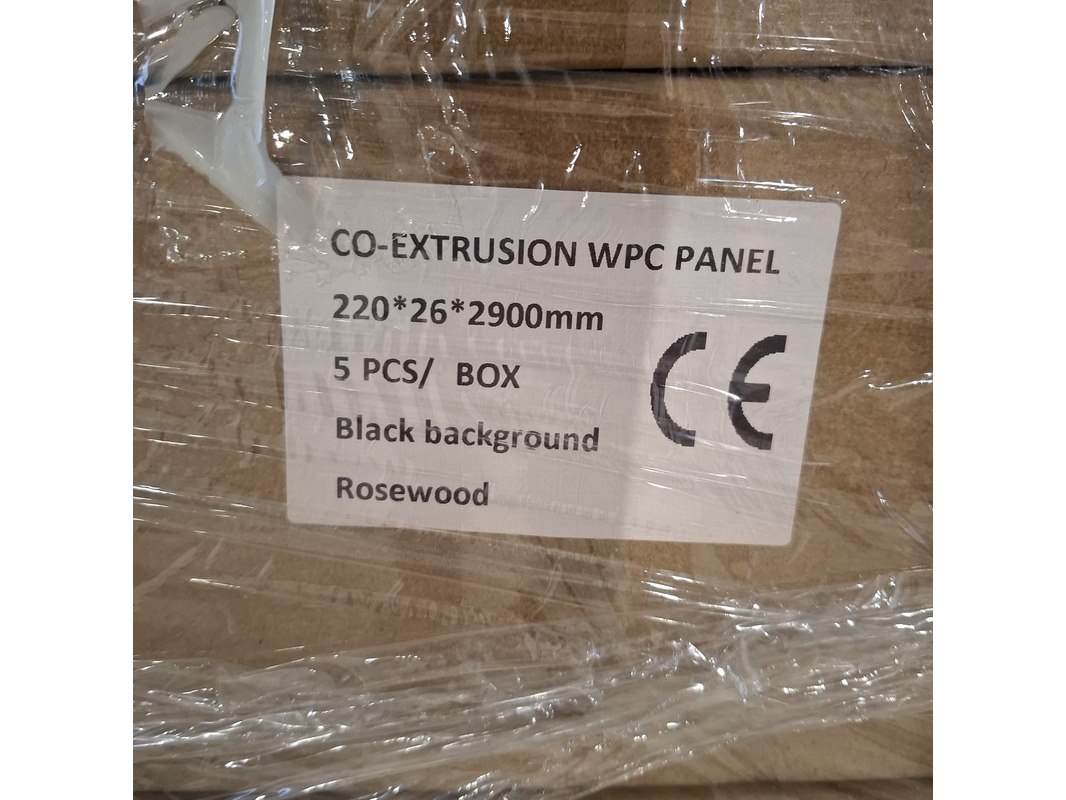 CO-EXTRUSION WPC PANEL
220*26*2900mm
5 PCS/ BOX
CE
Black background
Rosewood